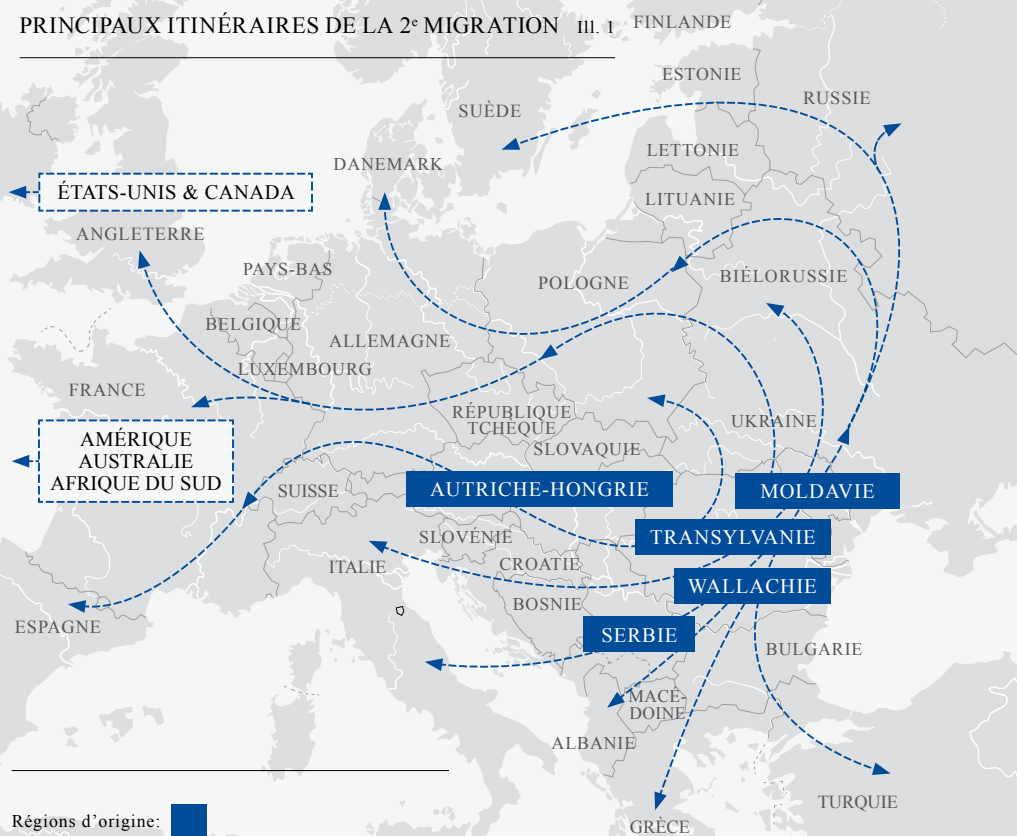 PRINCIPAUX ITINÉRAIRES DE LA 2e MIGRATION Ill. 1
FINLANDE
ESTONIE
RUSSIE
SUÈDE
LETTONIE
DANEMARK
ÉTATS-UNIS & CANADA
LITUANIE
ANGLETERRE
PAYS-BAS
BIÉLORUSSIE
POLOGNE
BELGIQUE
ALLEMAGNE
LUXEMBOURG
FRANCE
RÉPUBLIQUE
TCHÈQUE
UKRAINE
AMÉRIQUE
AUSTRALIE
AFRIQUE DU SUD
SLOVAQUIE
SUISSE
AUTRICHE-HONGRIE
MOLDAVIE
SLOVÉNIE
TRANSYLVANIE
ITALIE
CROATIE
WALLACHIE
BOSNIE
ESPAGNE
SERBIE
BULGARIE
MACÉ-
DOINE
ALBANIE
TURQUIE
GRÈCE
Régions d'origine: